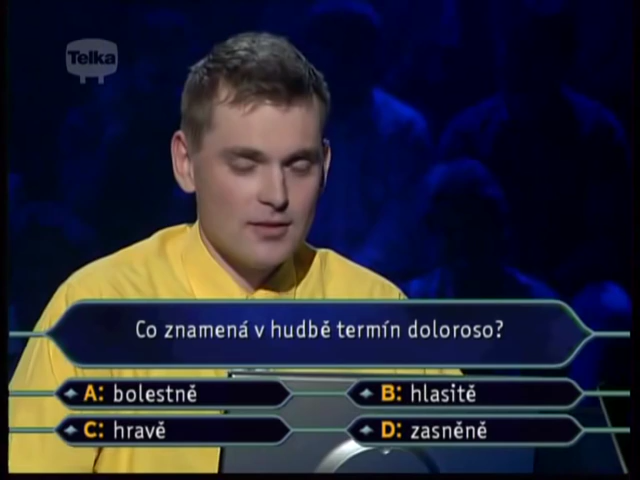 Telka
Co znamená v hudbě termín doloroso?
A: bolestně
B: hlasitě
C: hravě
D: zasněně